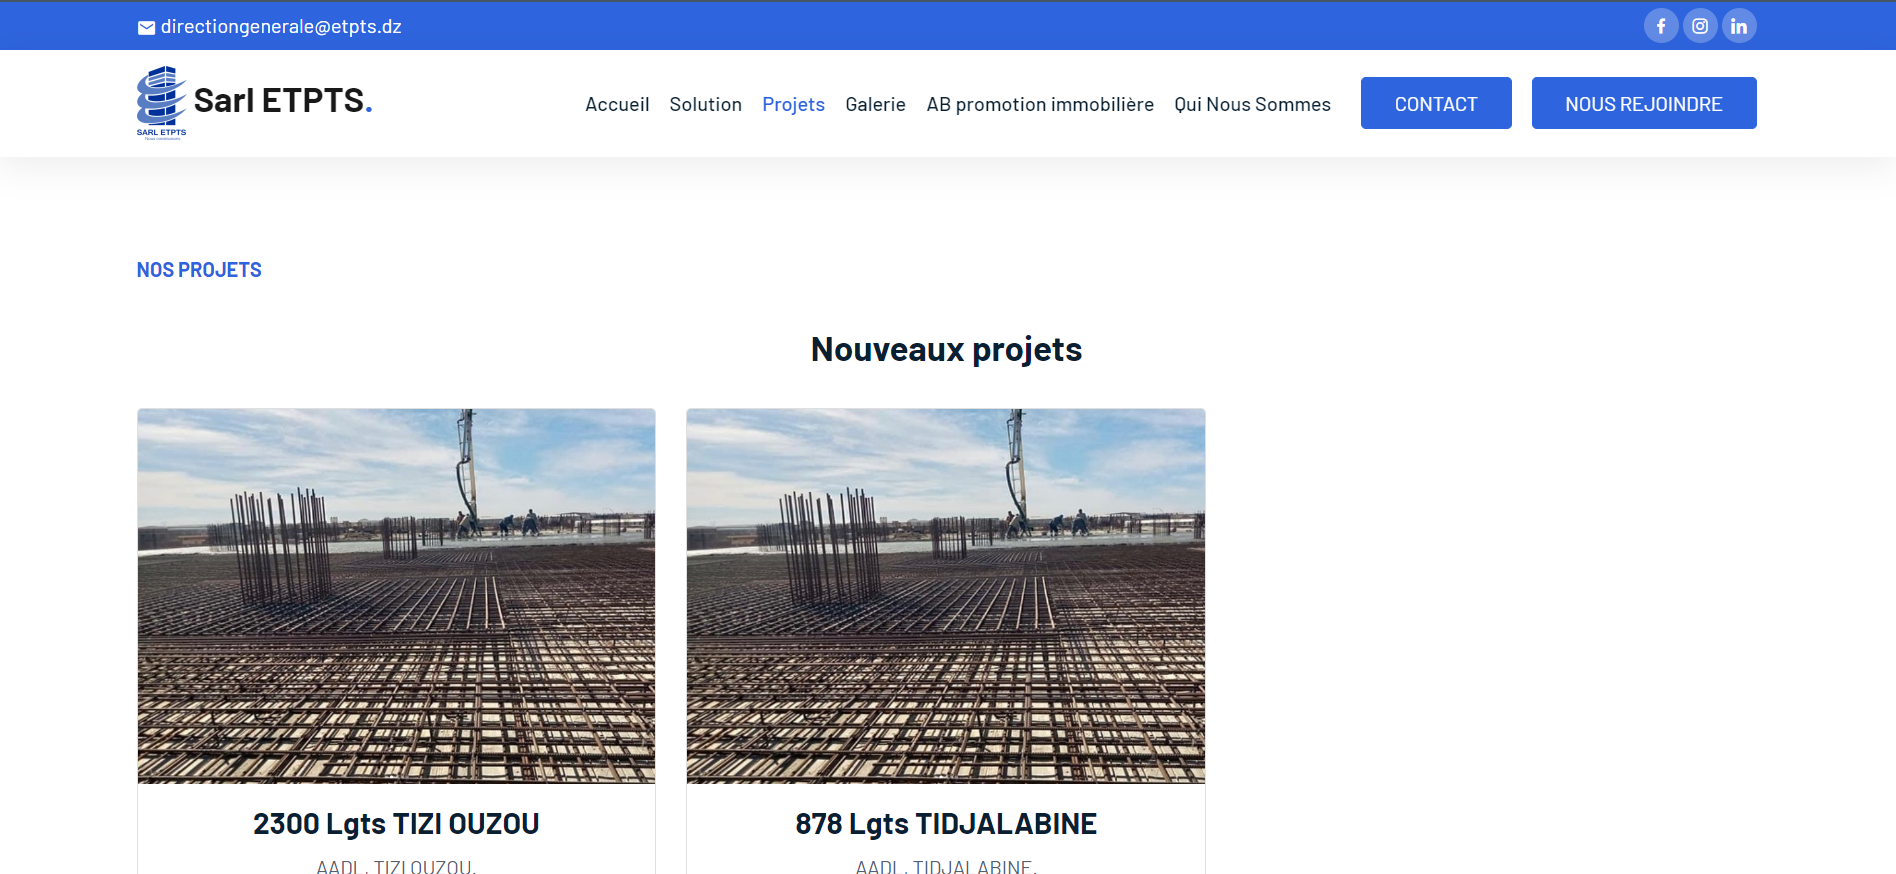 directiongenerale@etpts.dz
SARL ETPTS
Sarl ETPTS.
Accueil Solution Projets Galerie AB promotion immobilière Qui Nous Sommes CONTACT NOUS REJOINDRE
NOS PROJETS
Nouveaux projets
2300 Lgts TIZI OUZOU
AADL , TIZI OUZOU.
878 Lgts TIDJALABINE
AADL , TIDJALABINE.